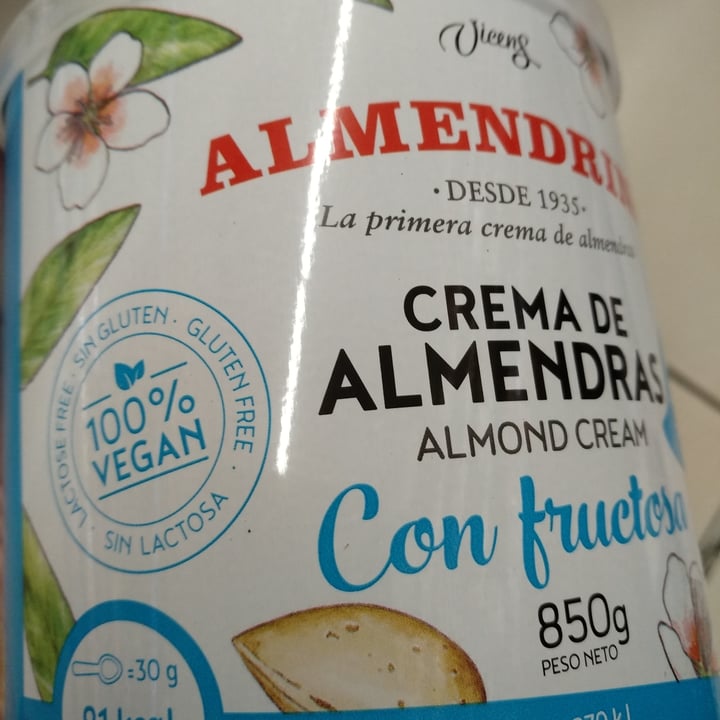 Vicens
ALMENDRI
·DESDE 1935·
La primera crema de almendras
CREMA DE
ALMENDRAS
ALMOND CREAM
Con fructosa
850g
PESO NETO
SIN GLUTEN · GLUTEN FREE · SIN LACTOSA · LACTOSE FREE ·
100%
VEGAN
=30 g